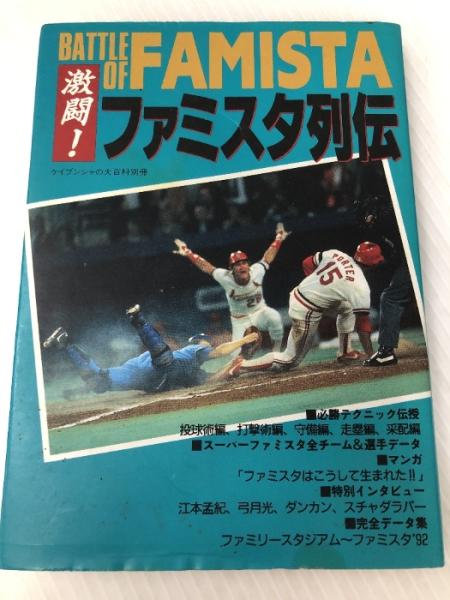 BATTLE OF FAMISTA
激闘!
ファミスタ列伝
ケイブンシャの大百科別冊
PORTER
15
26
■必勝テクニック伝授
投球術編、打撃術編、守備編、走塁編、采配編
■スーパーファミスタ全チーム&選手データ
■マンガ
「ファミスタはこうして生まれた!!」
■特別インタビュー
江本孟紀、弓月光、ダンカン、スチャダラパー
■完全データ集
ファミリースタジアム〜ファミスタ'92